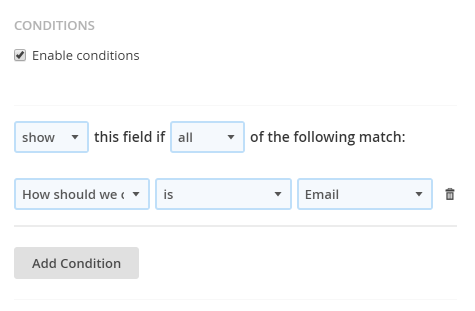 CONDITIONS
Enable conditions
show this field if all of the following match:
How should we c is Email
Add Condition